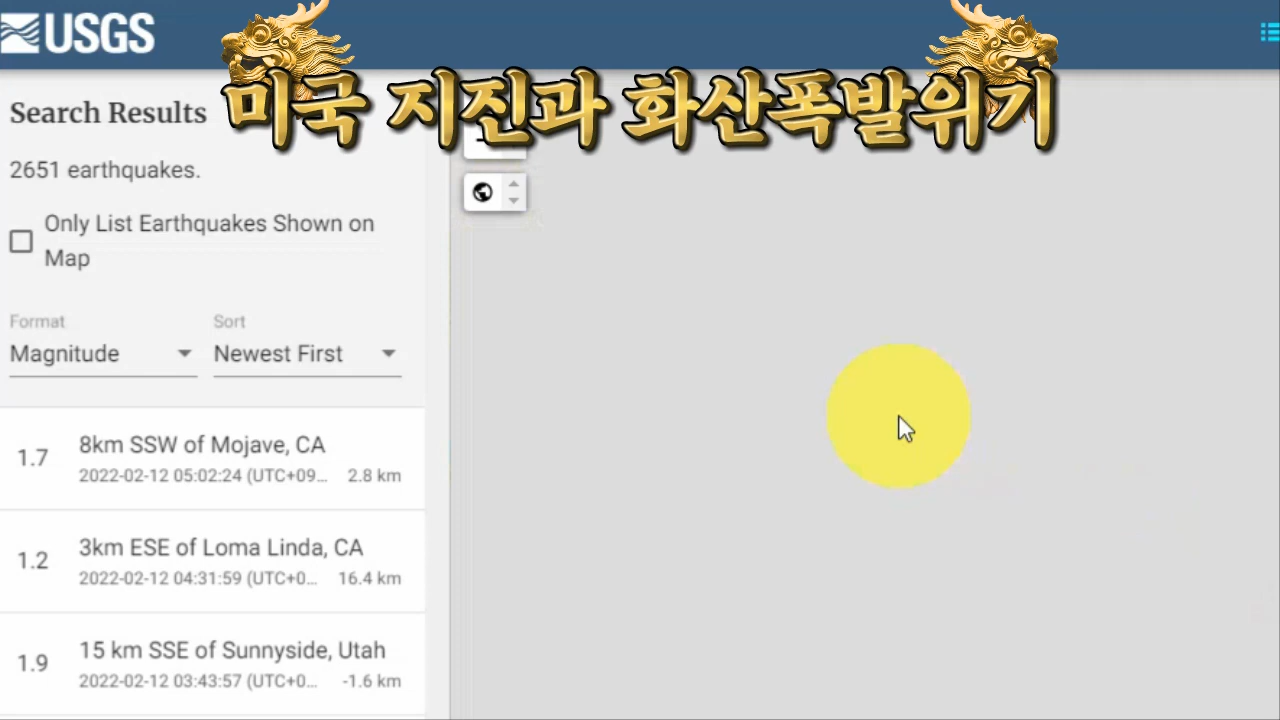 USGS
미국 지진과 화산폭발위기
Search Results
2651 earthquakes.
Only List Earthquakes Shown on
Map
Format
Sort
Magnitude
Newest First
1.7
8km SSW of Mojave, CA
2022-02-12 05:02:24 (UTC+09...
2.8 km
1.2
3km ESE of Loma Linda, CA
2022-02-12 04:31:59 (UTC+0...
16.4 km
1.9
15 km SSE of Sunnyside, Utah
2022-02-12 03:43:57 (UTC+0...
-1.6 km